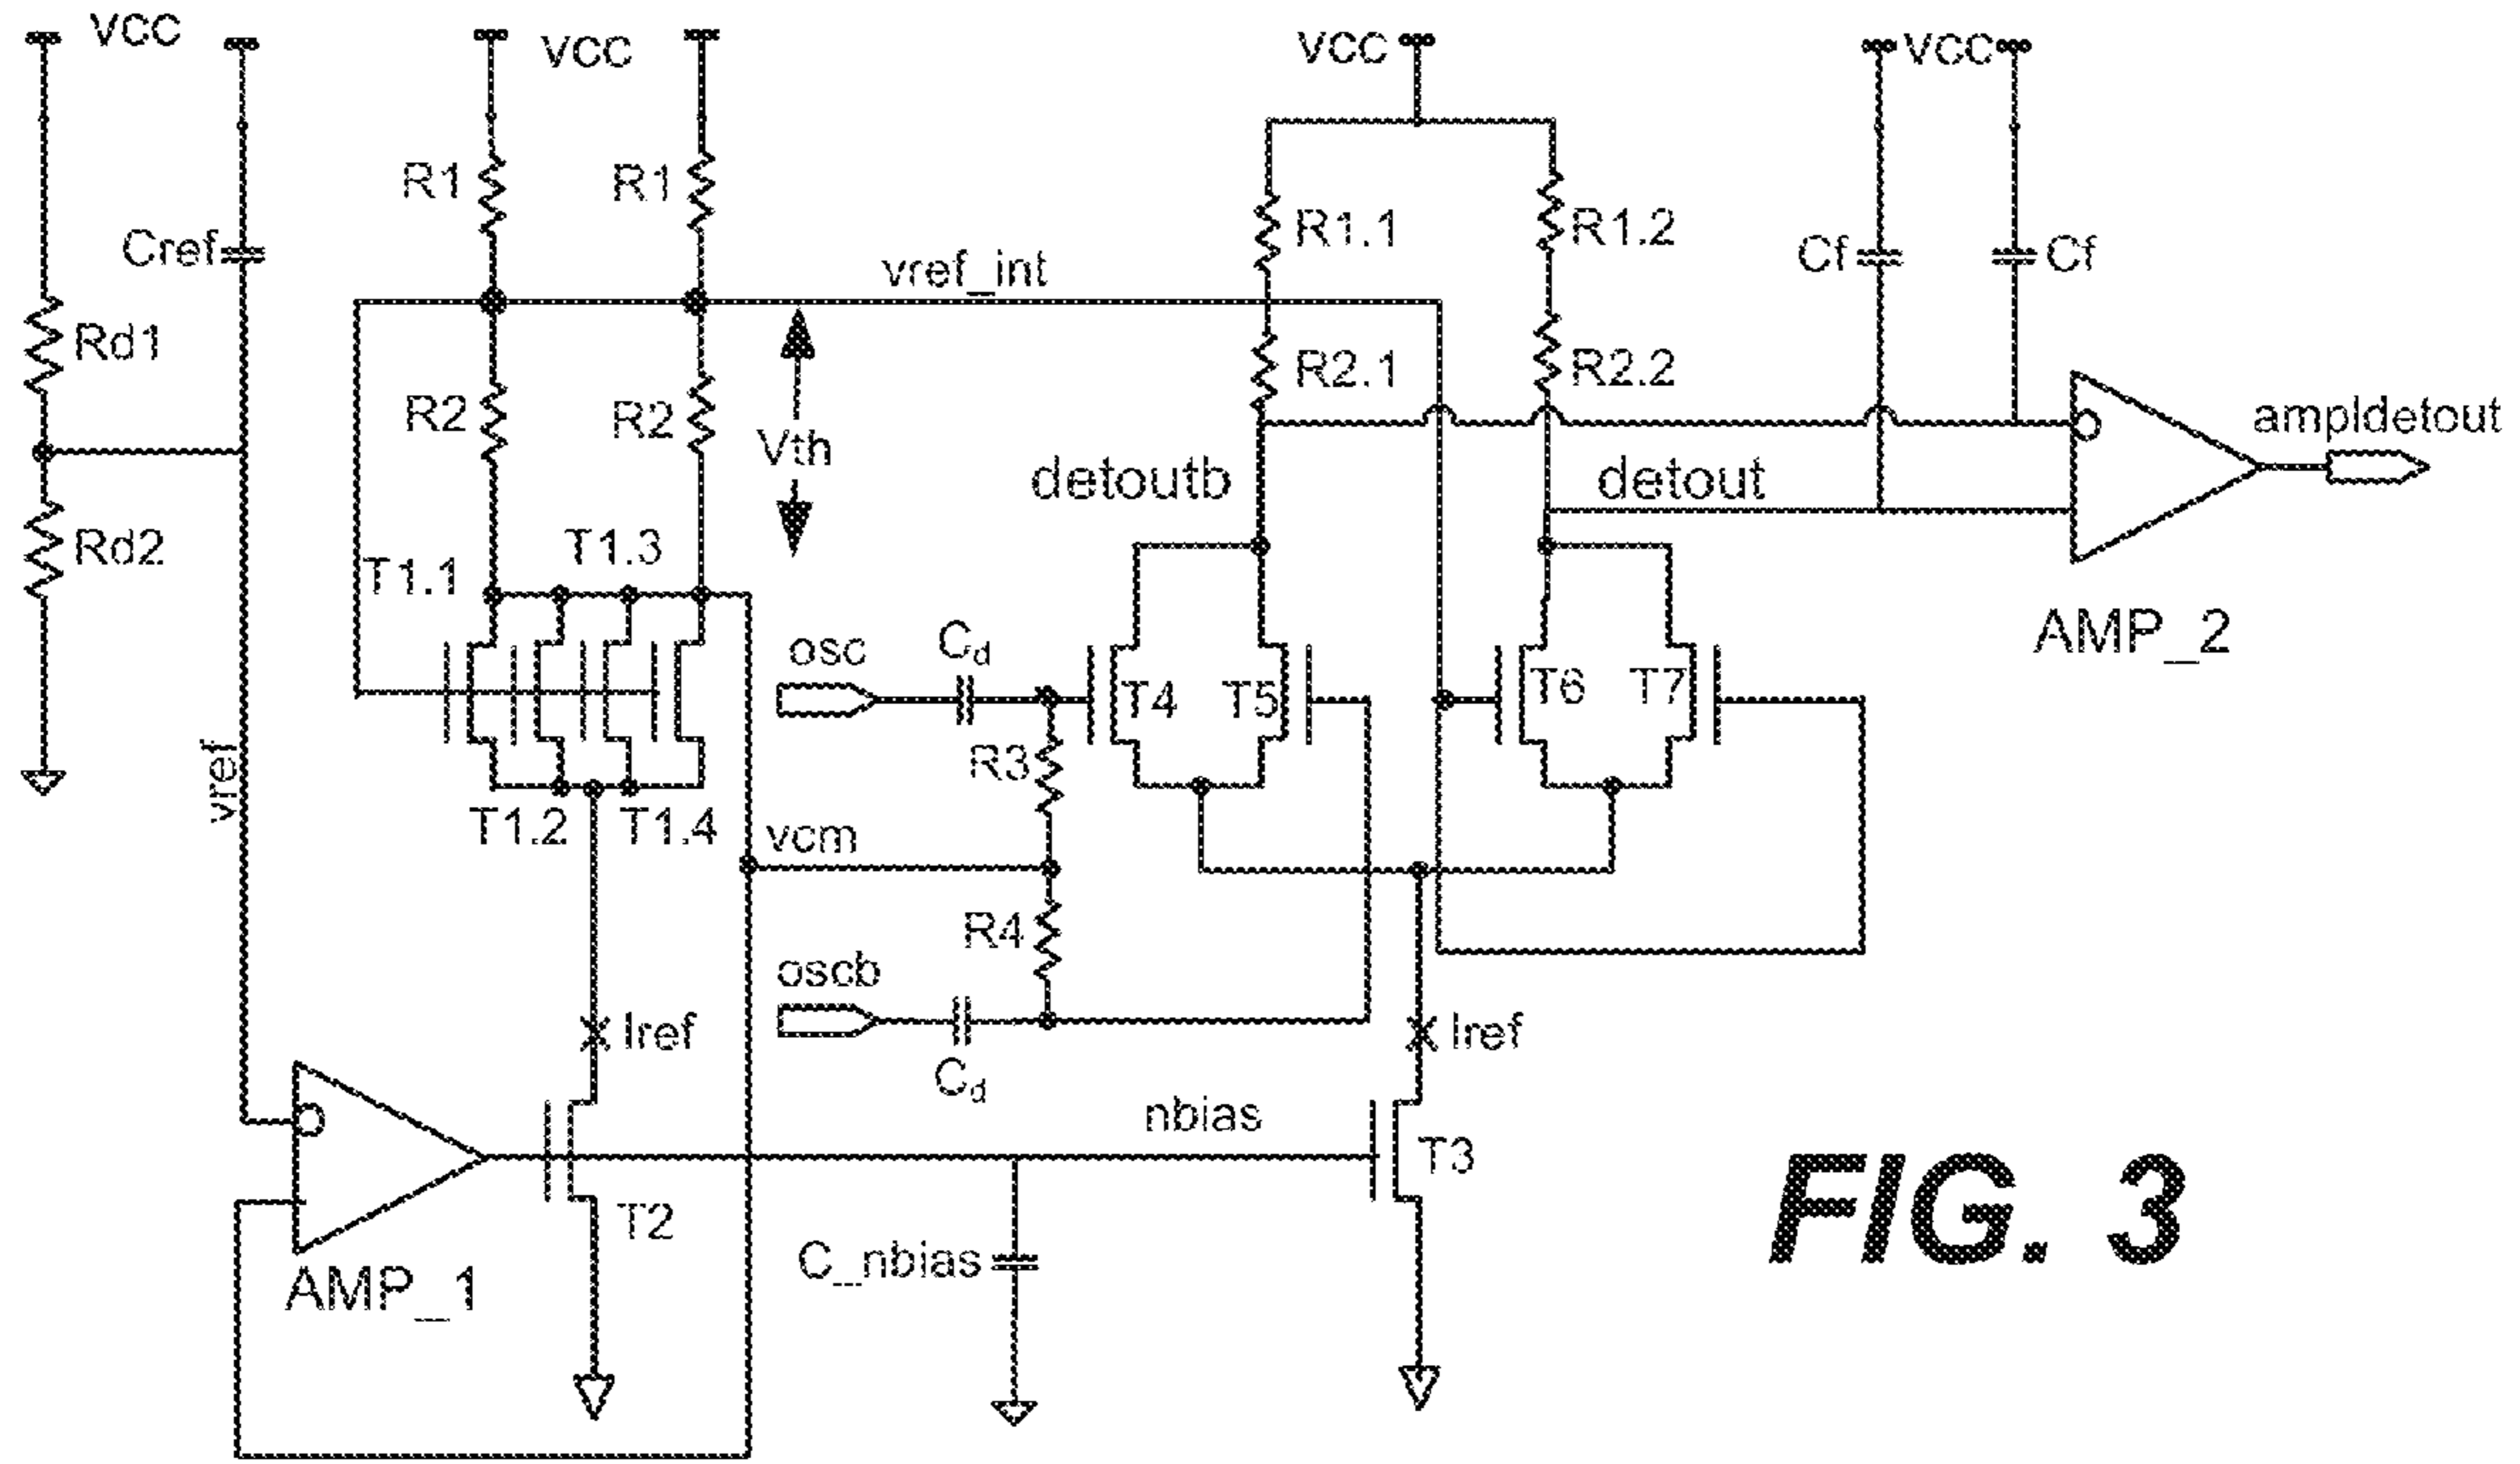 VCC
VCC
VCC
VCC
R1
R1
R1.1
R1.2
Cref
vref_int
Cf
Cf
Rd1
R2.1
R2.2
R2
R2
Vth
ampldetout
detoutb
detout
Rd2
T1.3
T1.1
AMP_2
osc
Cd
T4
T5
T6
T7
vref
R3
T1.2
T1.4
vcm
R4
oscb
Iref
Iref
Cd
nbias
T3
T2
C_nbias
AMP_1
FIG. 3